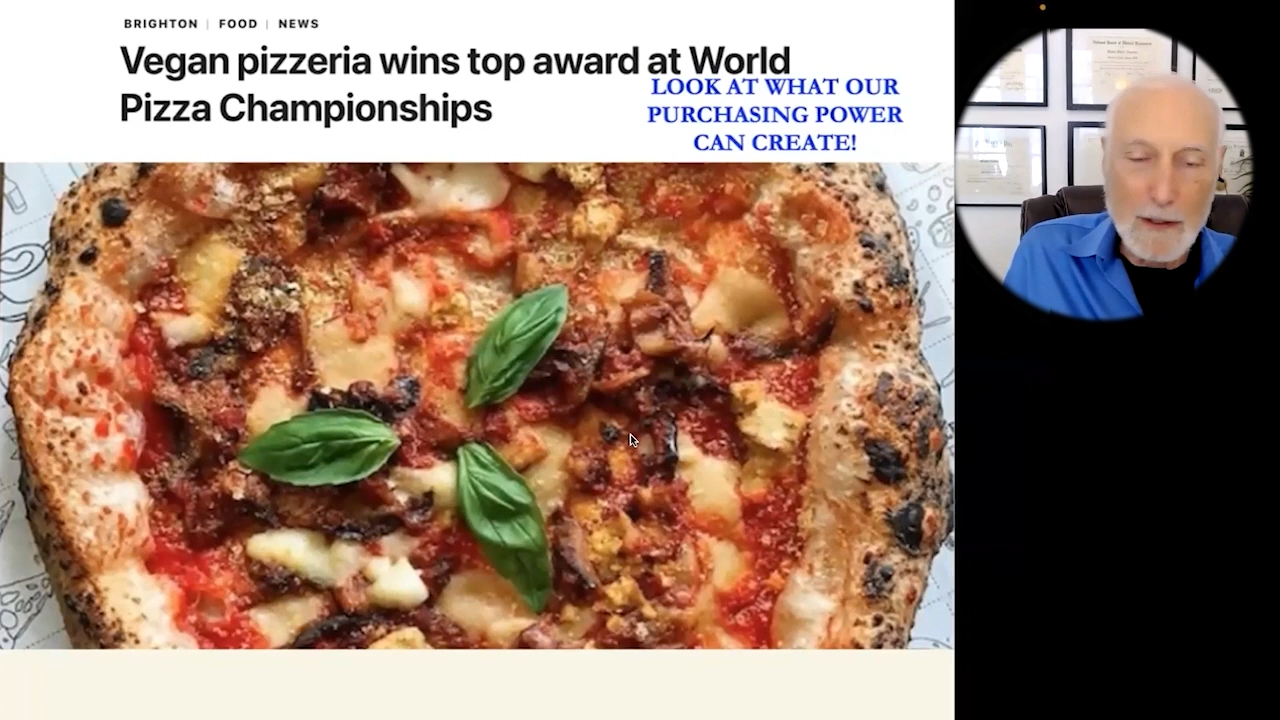 BRIGHTON | FOOD | NEWS
Vegan pizzeria wins top award at World
Pizza Championships
LOOK AT WHAT OUR
PURCHASING POWER
CAN CREATE!